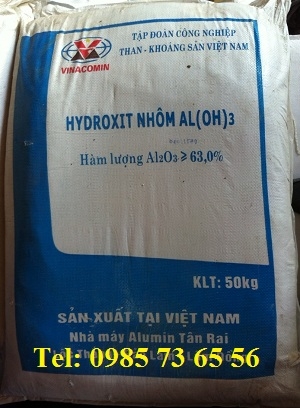 TẬP ĐOÀN CÔNG NGHIỆP
THAN - KHOÁNG SẢN VIỆT NAM
VINACOMIN
HYDROXIT NHÔM AL(OH)3
Hàm lượng Al2O3 ≥ 63,0%
KLT: 50kg
SẢN XUẤT TẠI VIỆT NAM
Nhà máy Alumin Tân Rai
Tel: 0985 73 65 56